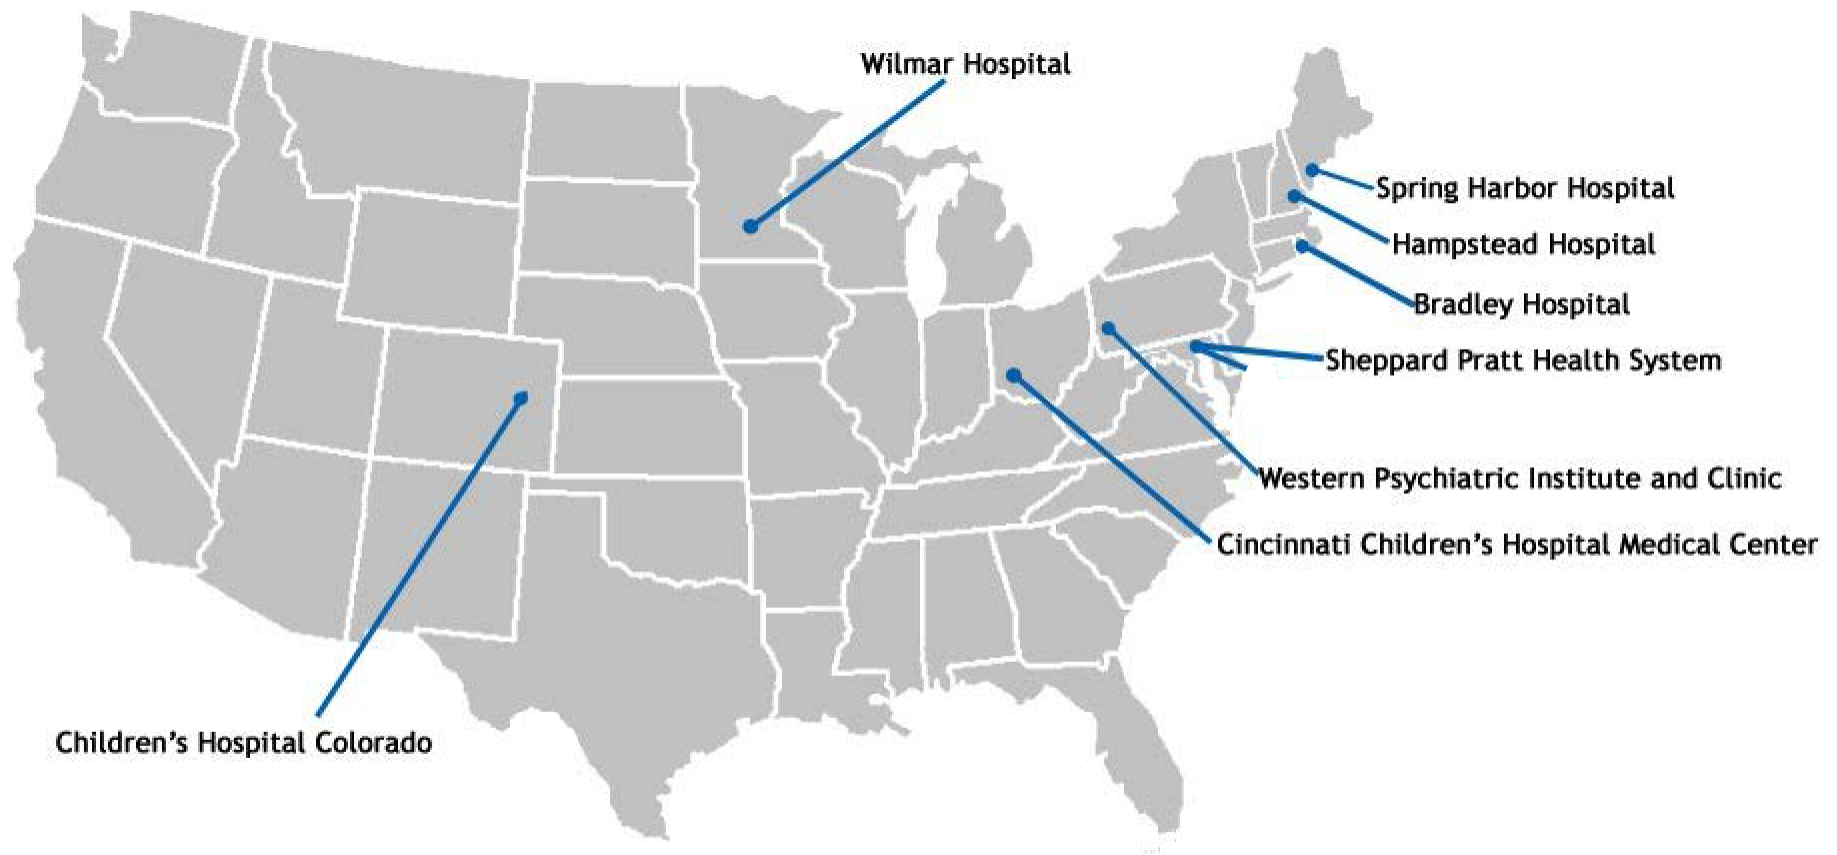 Wilmar Hospital
Spring Harbor Hospital
Hampstead Hospital
Bradley Hospital
Sheppard Pratt Health System
Western Psychiatric Institute and Clinic
Cincinnati Children’s Hospital Medical Center
Children’s Hospital Colorado